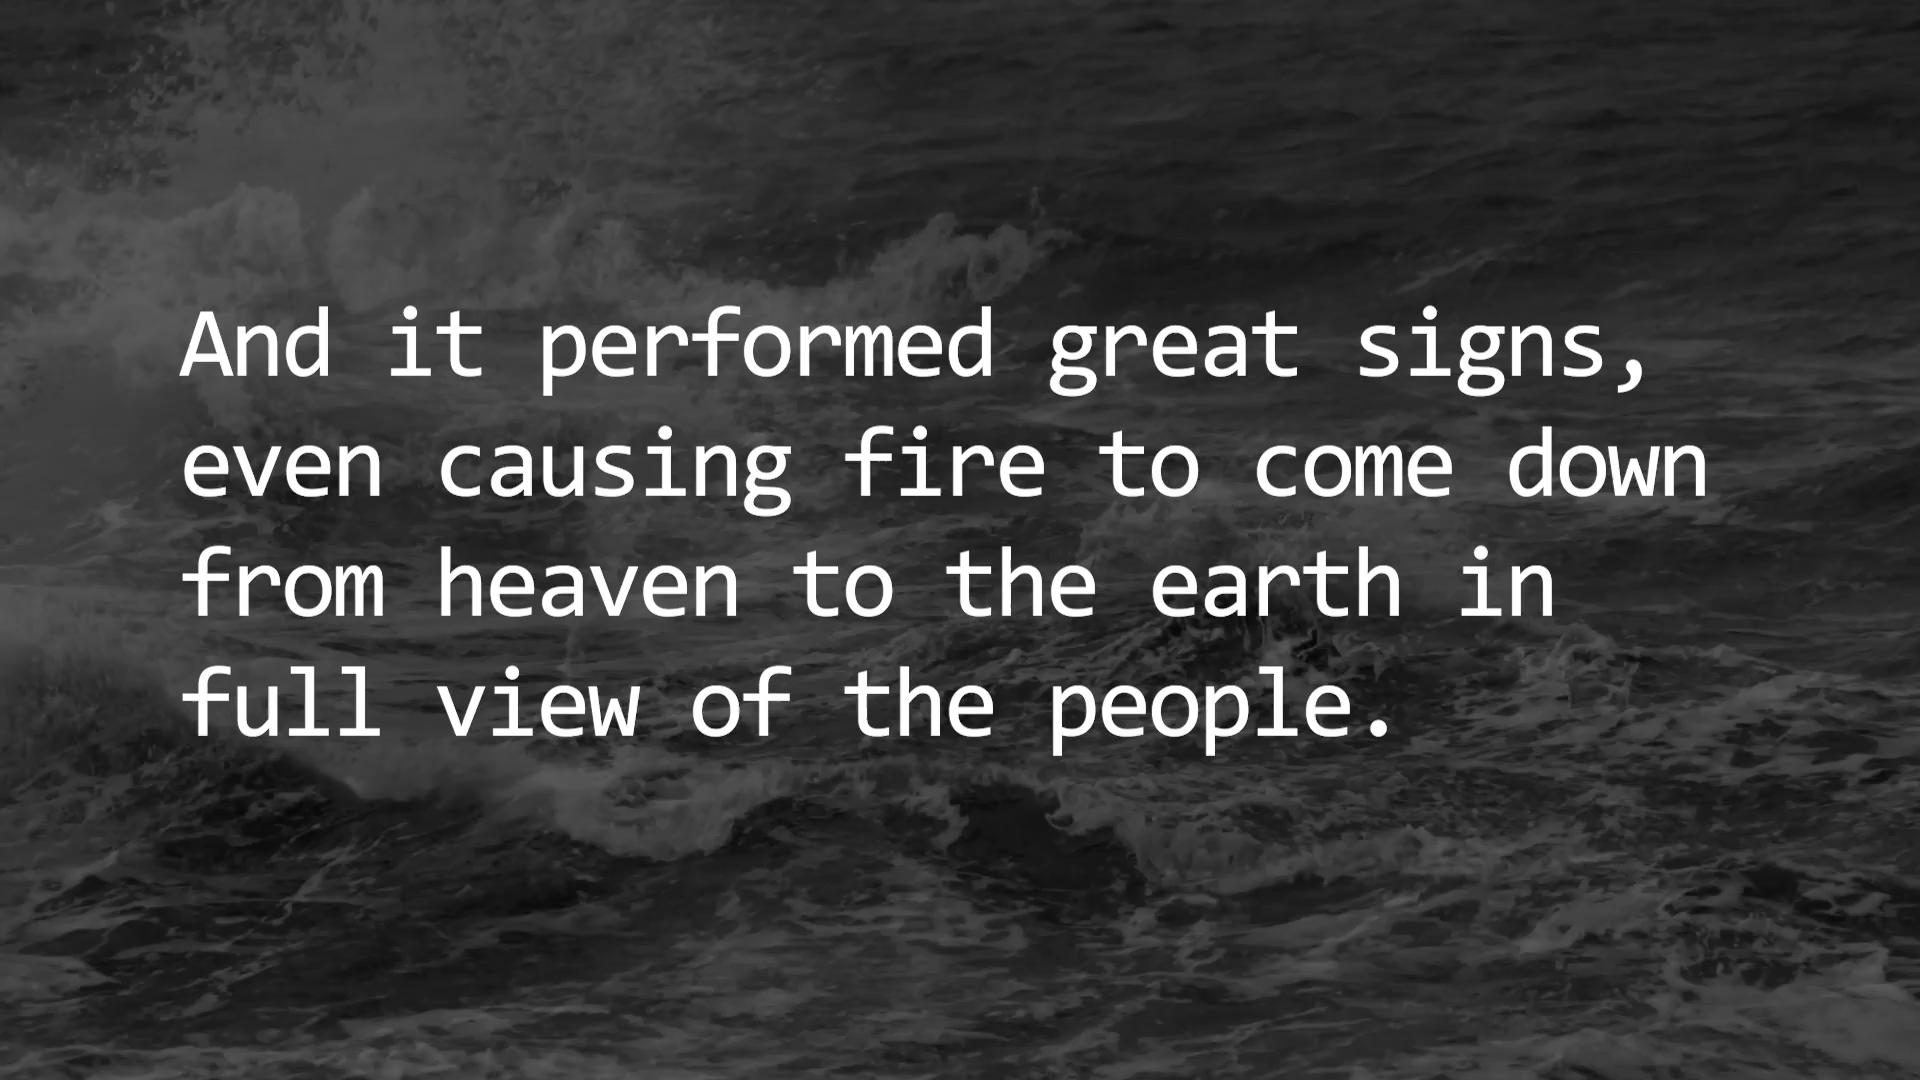 And it performed great signs,
even causing fire to come down
from heaven to the earth in
full view of the people.